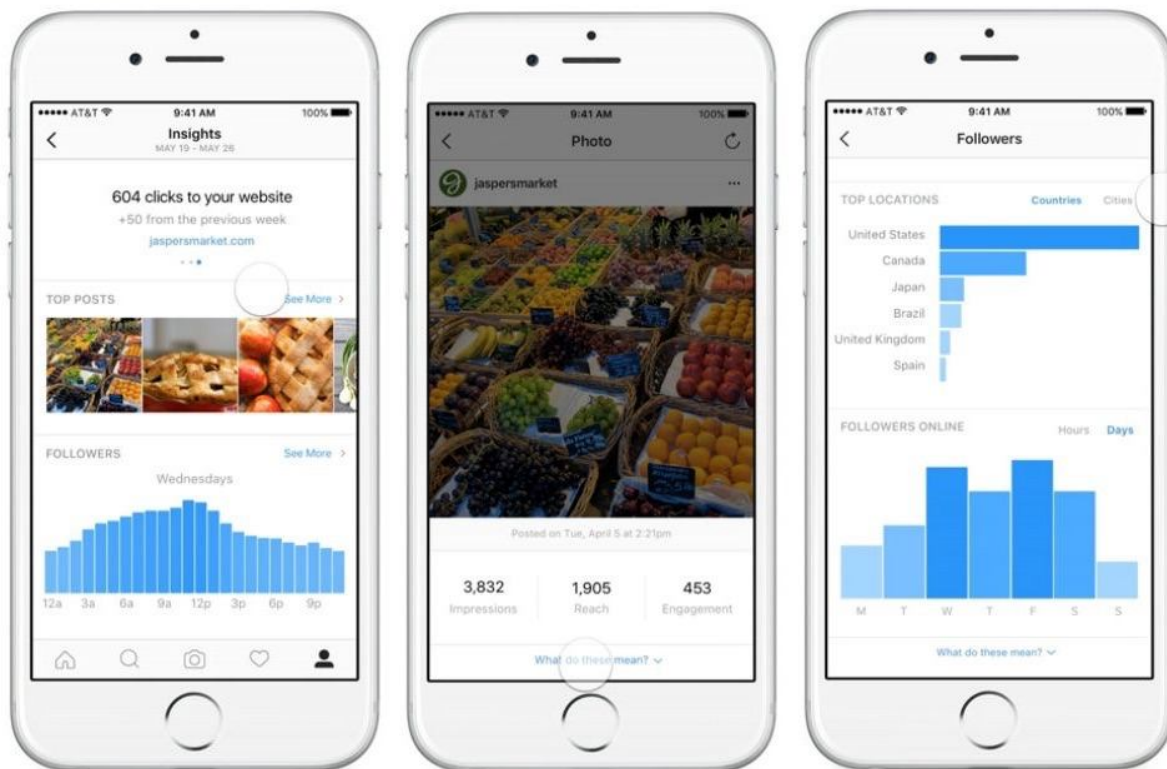 AT&T 9:41 AM 100%
Insights
MAY 19 - MAY 26
604 clicks to your website
+50 from the previous week
jaspersmarket.com
TOP POSTS See More >
FOLLOWERS See More >
Wednesdays
12a 3a 6a 9a 12p 3p 6p 9p
AT&T 9:41 AM 100%
Photo
jaspersmarket
Posted on Tue, April 5 at 2:21pm
3,832 1,905 453
Impressions Reach Engagement
What do these mean?
AT&T 9:41 AM 100%
Followers
TOP LOCATIONS Countries Cities
United States
Canada
Japan
Brazil
United Kingdom
Spain
FOLLOWERS ONLINE Hours Days
M T W T F S S
What do these mean?